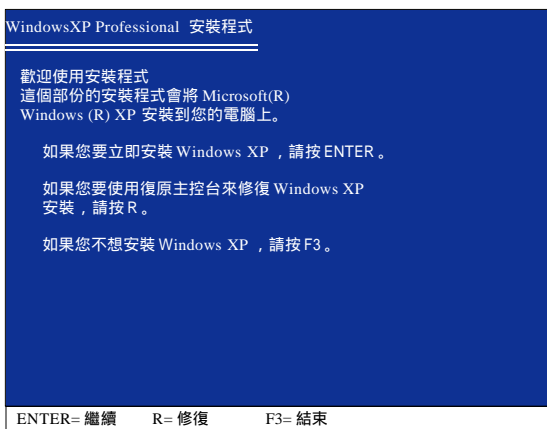 WindowsXP Professional 安裝程式
歡迎使用安裝程式
這個部份的安裝程式會將 Microsoft(R)
Windows (R) XP 安裝到您的電腦上。
如果您要立即安裝 Windows XP，請按 ENTER。
如果您要使用復原主控台來修復 Windows XP
安裝，請按 R。
如果您不想安裝 Windows XP ，請按 F3。
ENTER= 繼續 R= 修復 F3= 結束